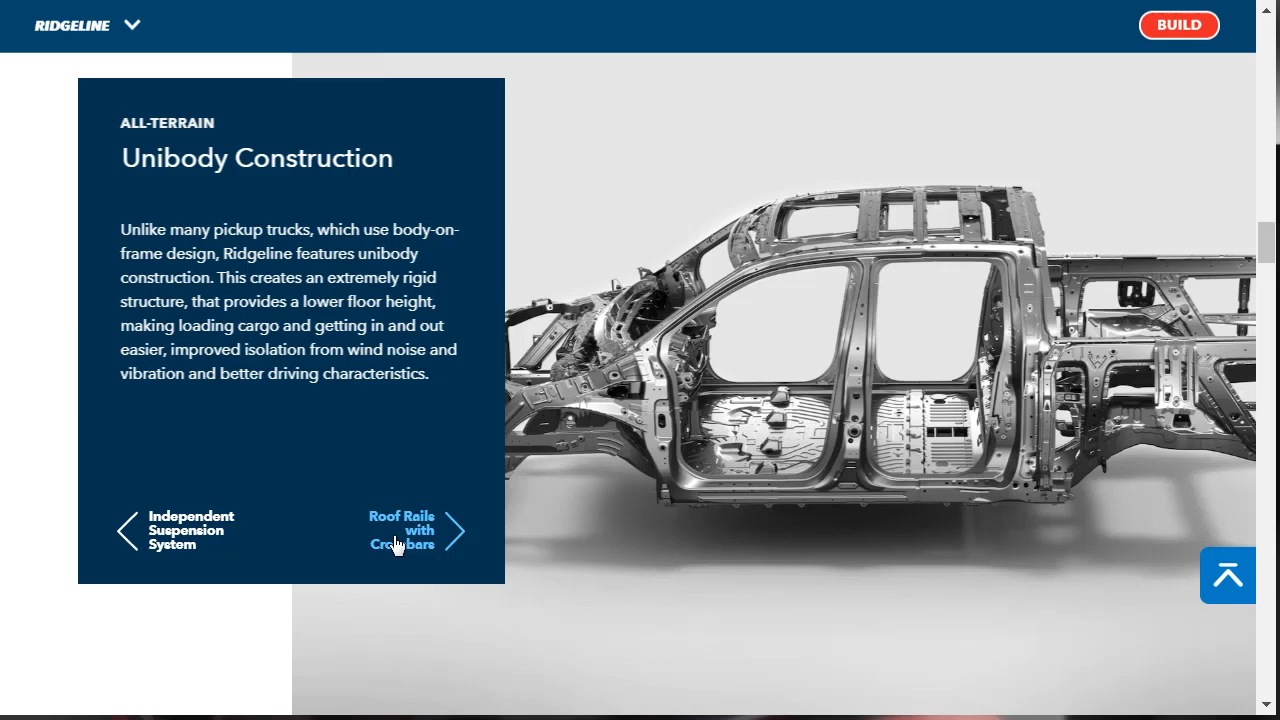 RIDGELINE
BUILD
ALL-TERRAIN
Unibody Construction
Unlike many pickup trucks, which use body-on-
frame design, Ridgeline features unibody
construction. This creates an extremely rigid
structure, that provides a lower floor height,
making loading cargo and getting in and out
easier, improved isolation from wind noise and
vibration and better driving characteristics.
Independent
Suspension
System
Roof Rails
with
Crossbars